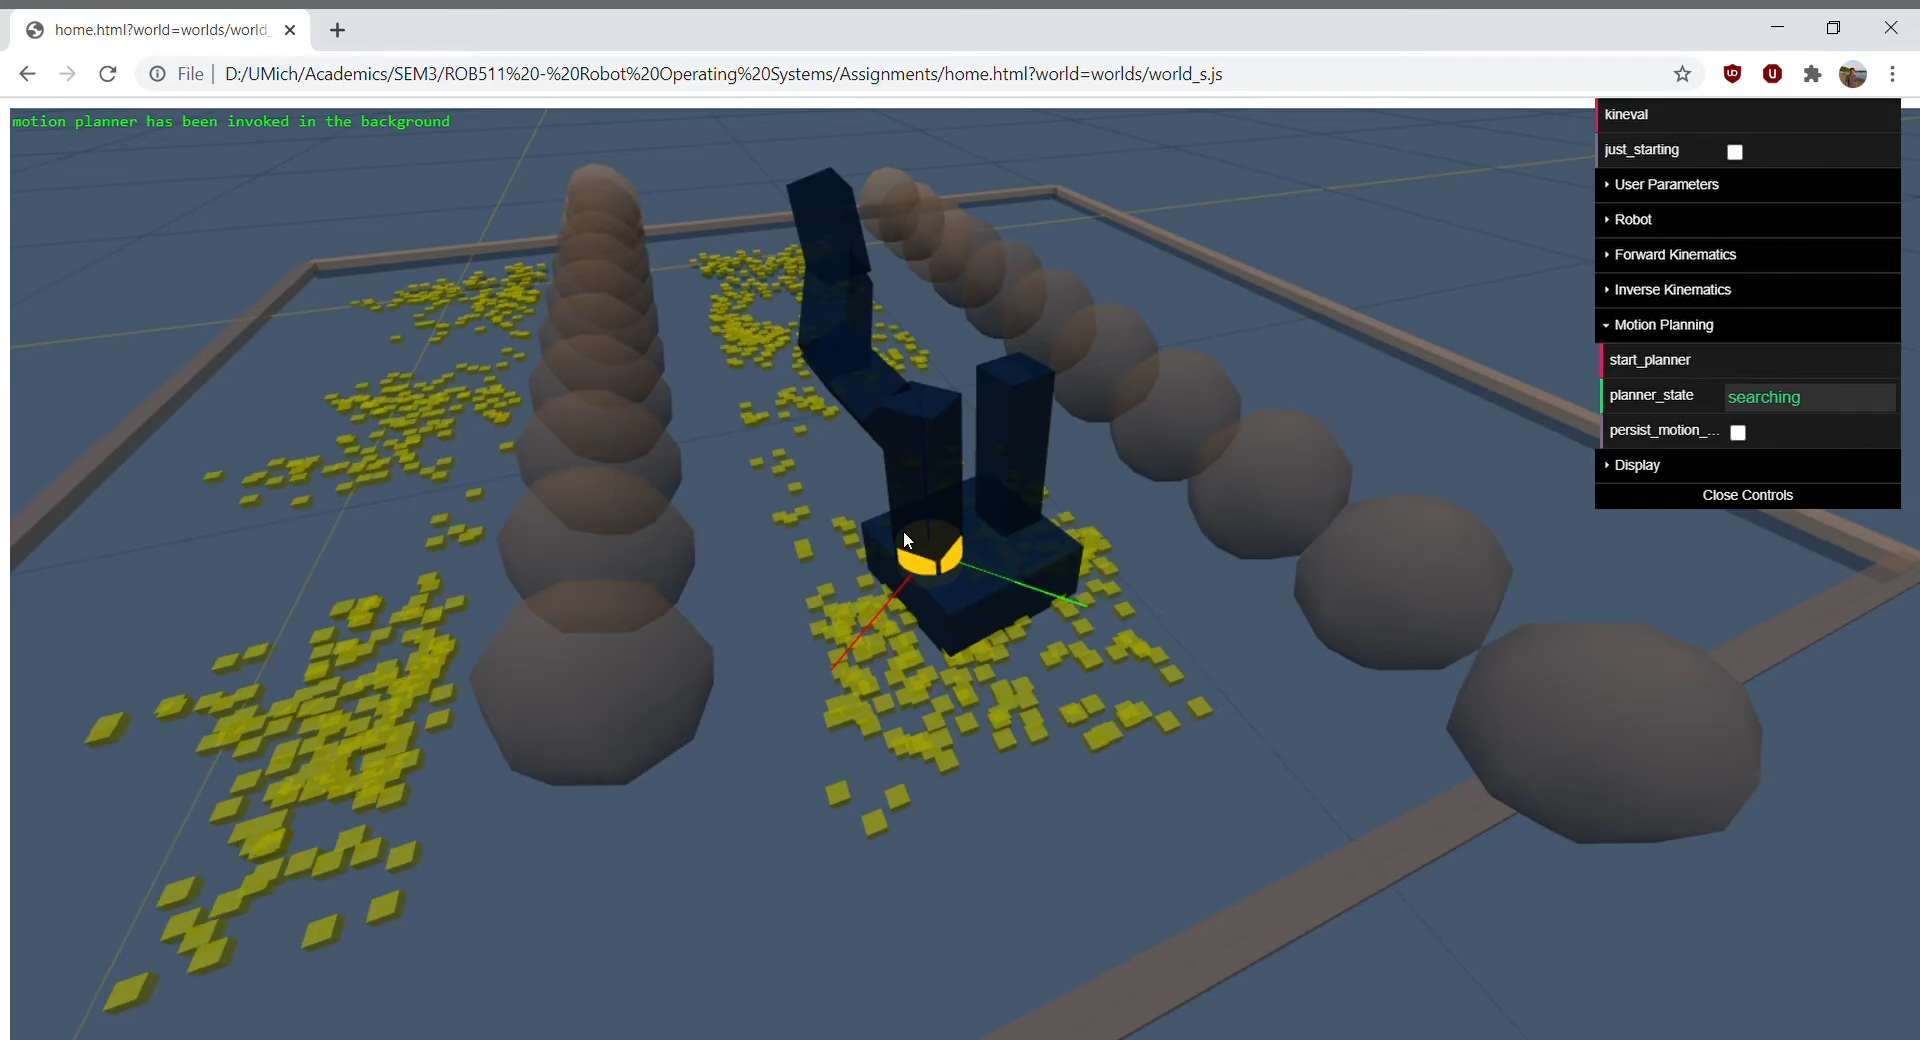 home.html?world=worlds/world_
File
D:/UMich/Academics/SEM3/ROB511%20-%20Robot%20Operating%20Systems/Assignments/home.html?world=worlds/world_s.js
motion planner has been invoked in the background
kineval
just_starting
User Parameters
Robot
Forward Kinematics
Inverse Kinematics
Motion Planning
start_planner
planner_state searching
persist_motion_...
Display
Close Controls